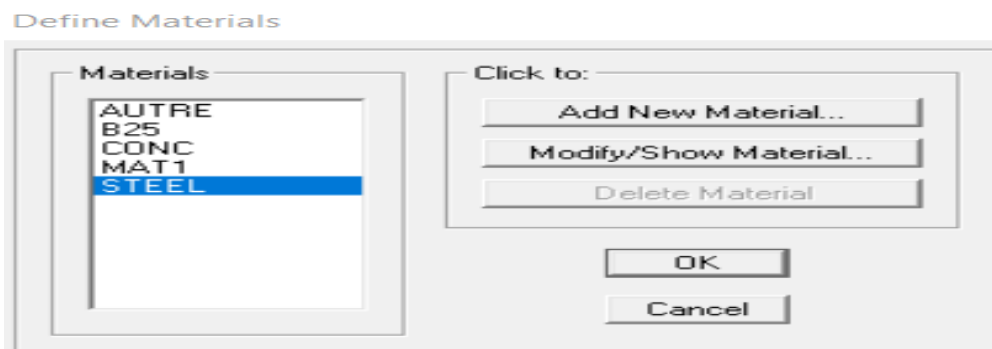 Define Materials
Materials
AUTRE
B25
CONC
MAT1
STEEL
Click to:
Add New Material...
Modify/Show Material...
Delete Material
OK
Cancel